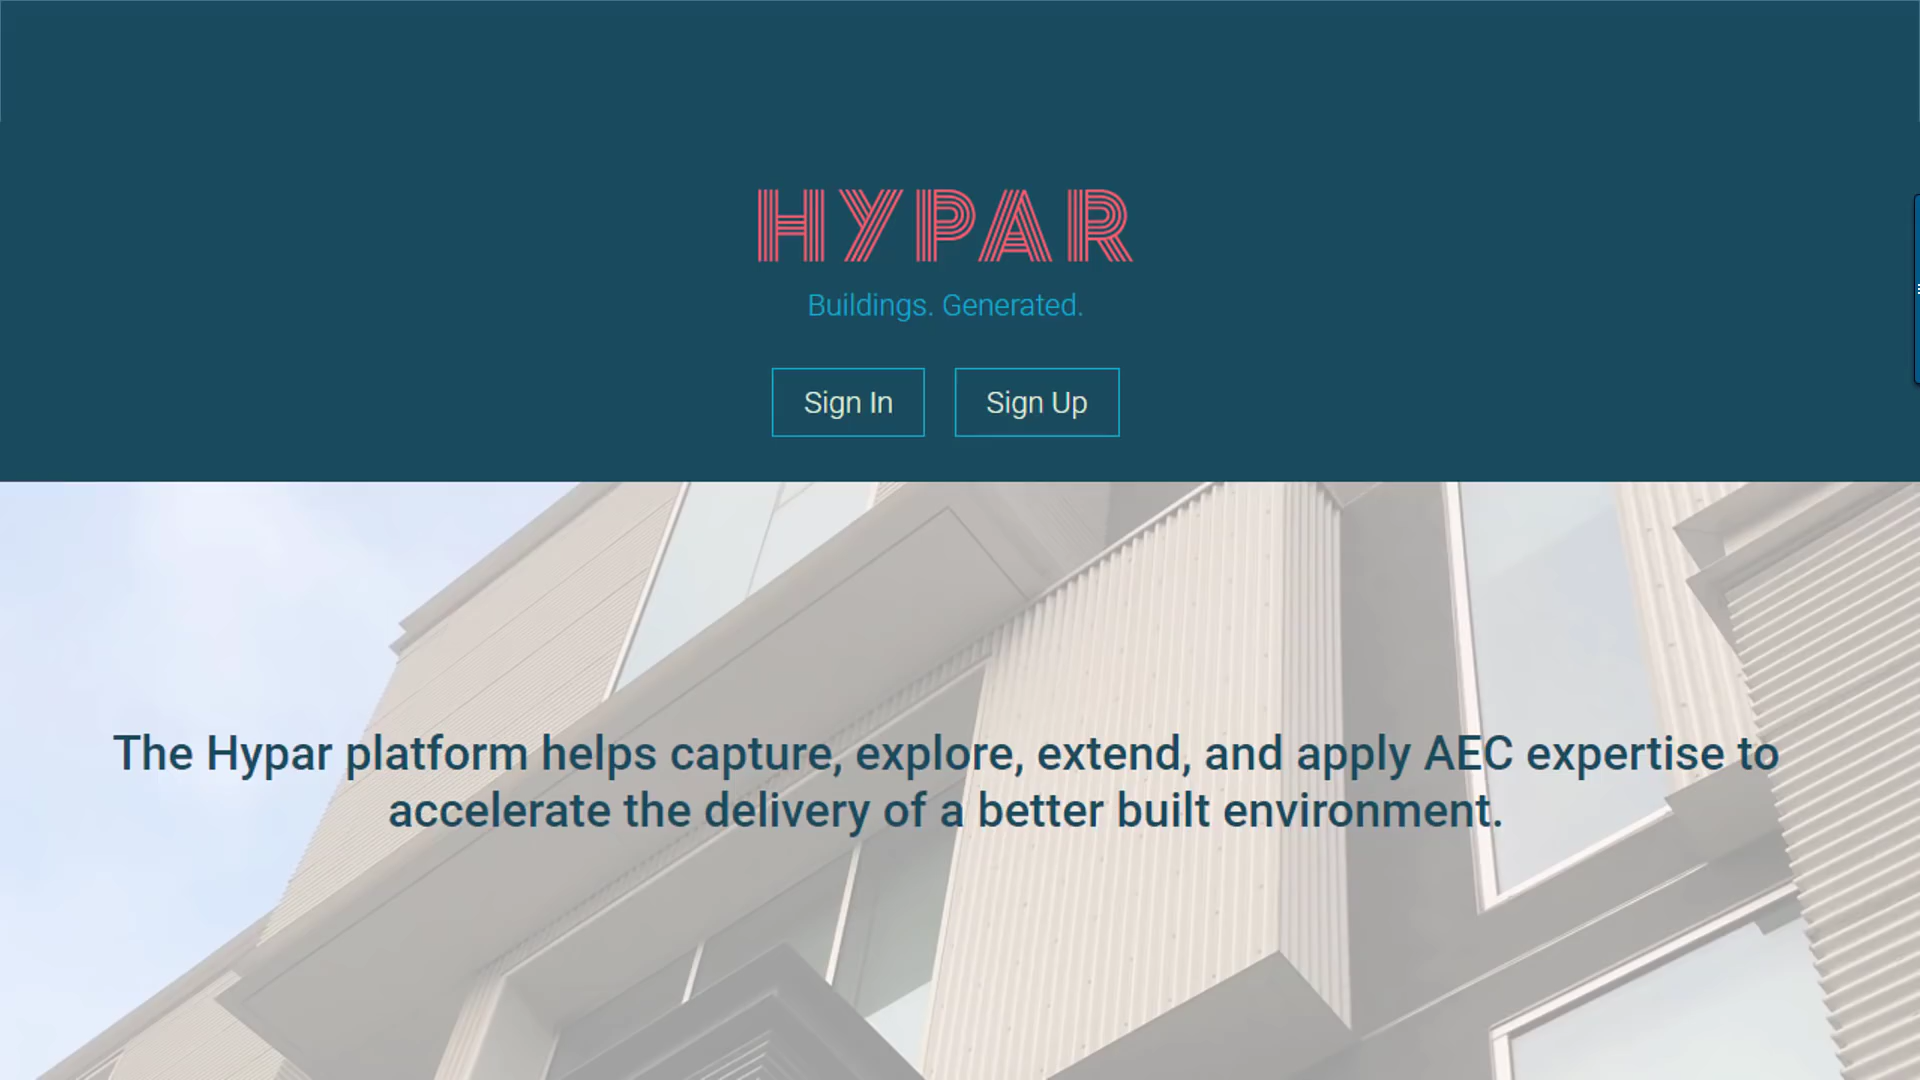 HYPAR
Buildings. Generated.
Sign In
Sign Up
The Hypar platform helps capture, explore, extend, and apply AEC expertise to
accelerate the delivery of a better built environment.